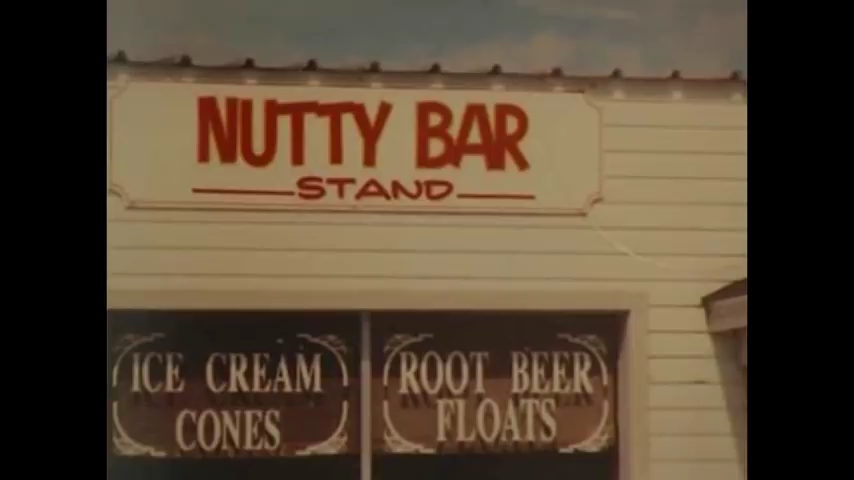 NUTTY BAR
STAND
ICE CREAM
CONES
ROOT BEER
FLOATS